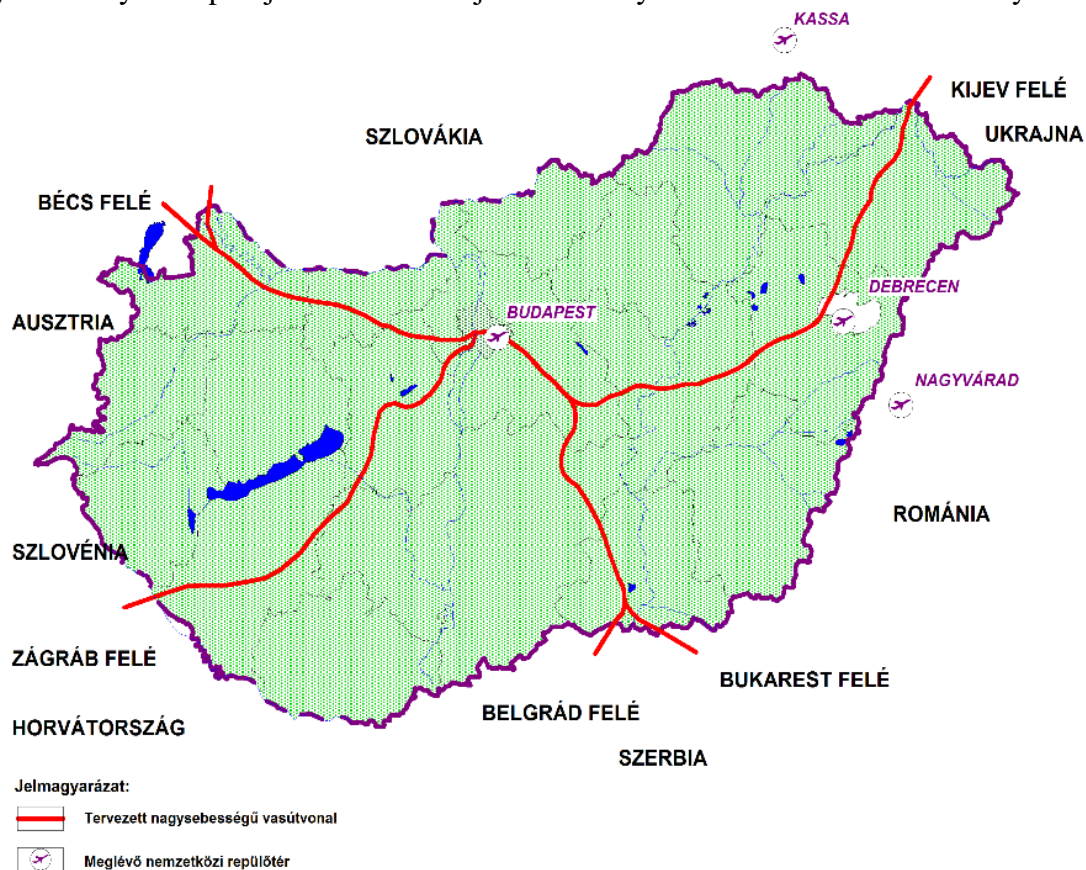 KASSA
KIJEV FELÉ
UKRAJNA
SZLOVÁKIA
BÉCS FELÉ
DEBRECEN
BUDAPEST
AUSZTRIA
NAGYVÁRAD
ROMÁNIA
SZLOVÉNIA
ZÁGRÁB FELÉ
BUKAREST FELÉ
BELGRÁD FELÉ
HORVÁTORSZÁG
SZERBIA
Jelmagyarázat:
Tervezett nagysebességű vasútvonal
Meglévő nemzetközi repülőtér